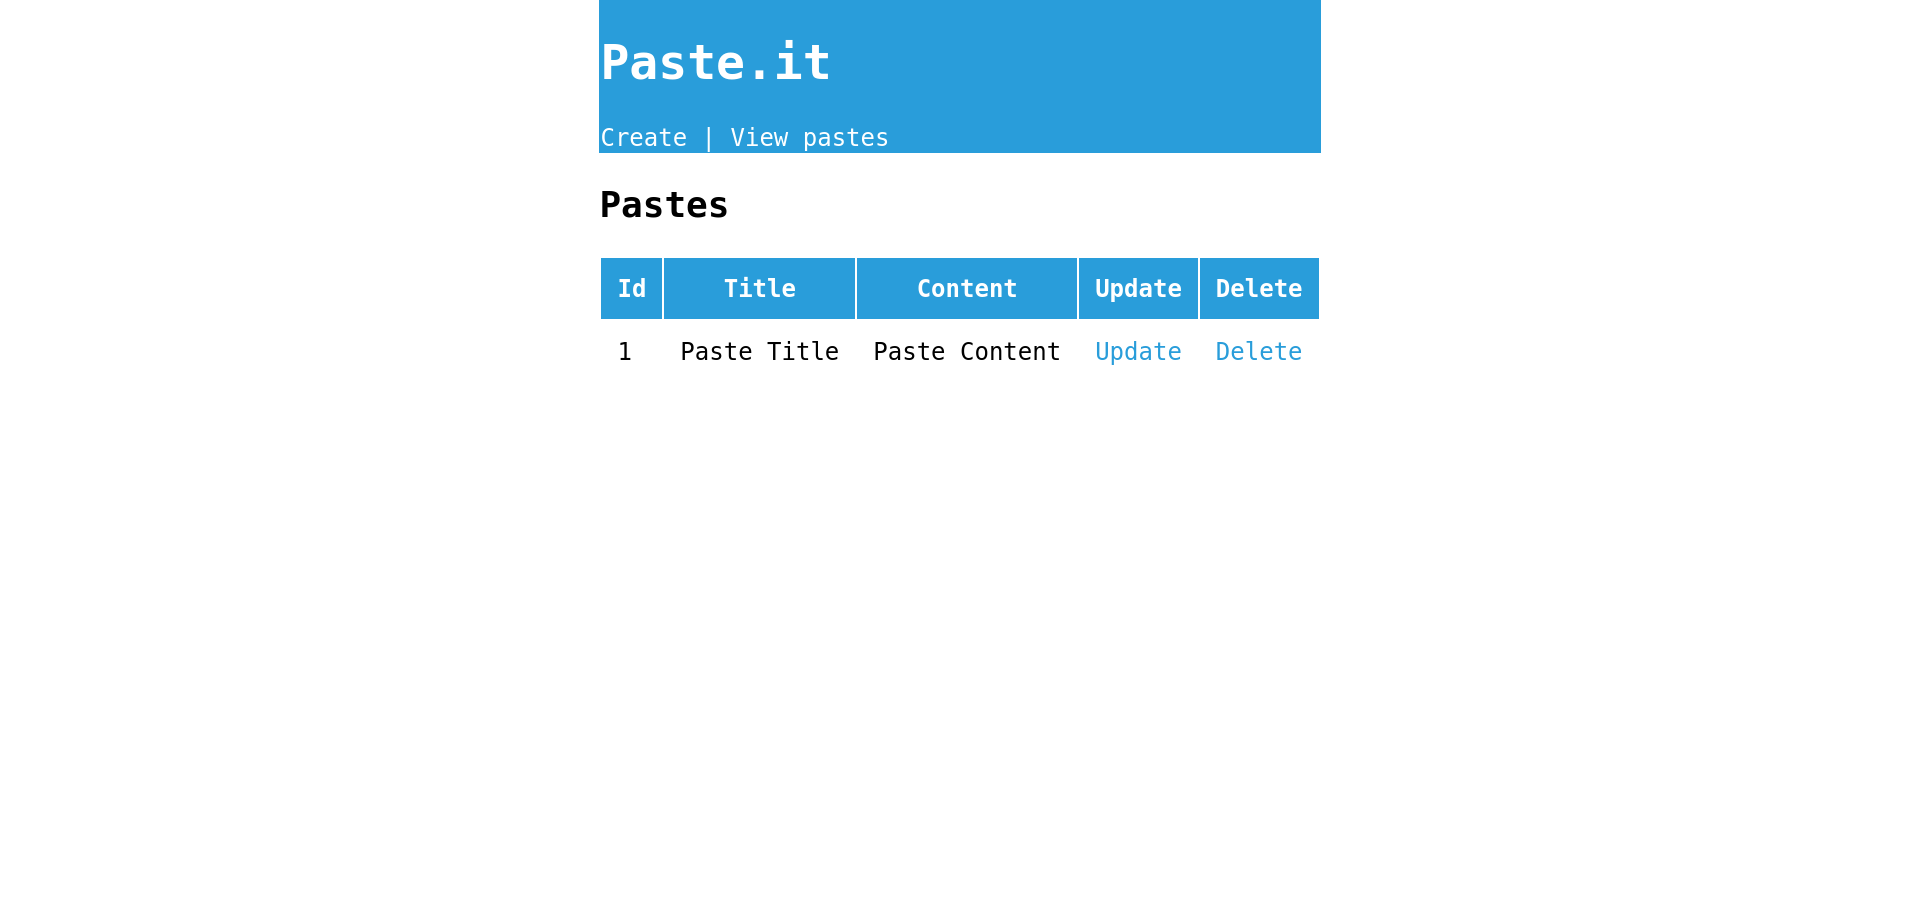 Paste.it
Create | View pastes
Pastes
Id Title Content Update Delete
1 Paste Title Paste Content Update Delete